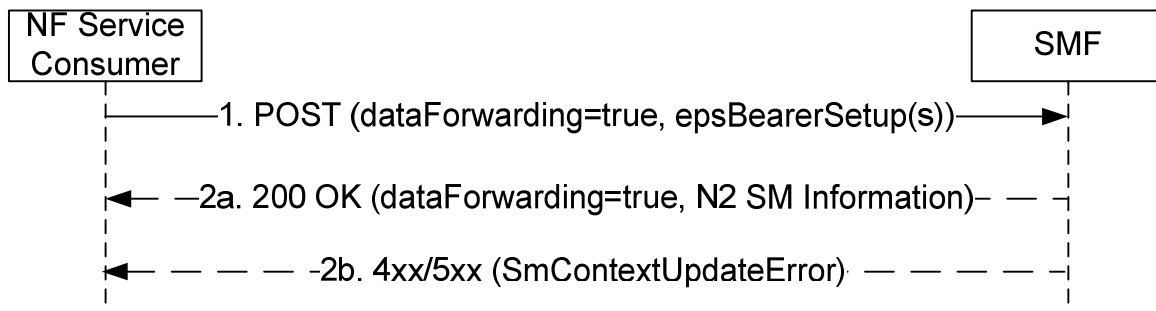 NF Service
Consumer
SMF
1. POST (dataForwarding=true, epsBearerSetup(s))
2a. 200 OK (dataForwarding=true, N2 SM Information)
2b. 4xx/5xx (SmContextUpdateError)